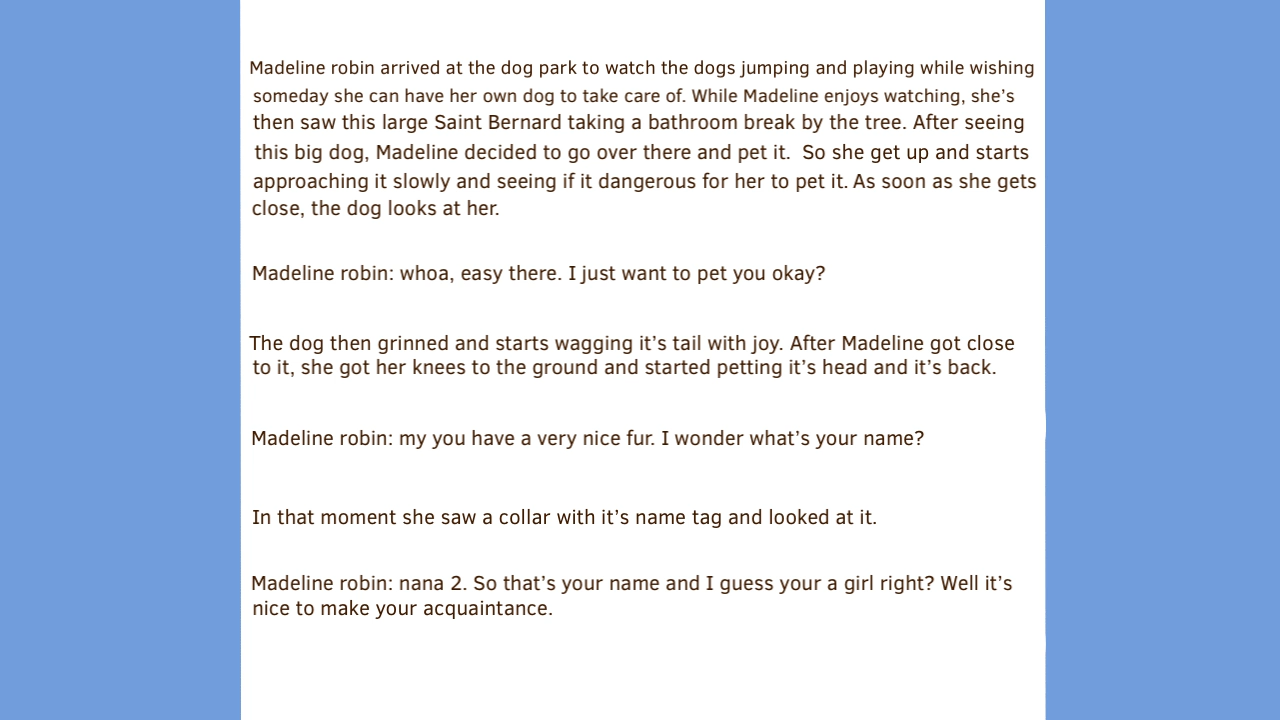 Madeline robin arrived at the dog park to watch the dogs jumping and playing while wishing
someday she can have her own dog to take care of. While Madeline enjoys watching, she’s
then saw this large Saint Bernard taking a bathroom break by the tree. After seeing
this big dog, Madeline decided to go over there and pet it.  So she get up and starts
approaching it slowly and seeing if it dangerous for her to pet it. As soon as she gets
close, the dog looks at her.
Madeline robin: whoa, easy there. I just want to pet you okay?
The dog then grinned and starts wagging it’s tail with joy. After Madeline got close
to it, she got her knees to the ground and started petting it’s head and it’s back.
Madeline robin: my you have a very nice fur. I wonder what’s your name?
In that moment she saw a collar with it’s name tag and looked at it.
Madeline robin: nana 2. So that’s your name and I guess your a girl right? Well it’s
nice to make your acquaintance.